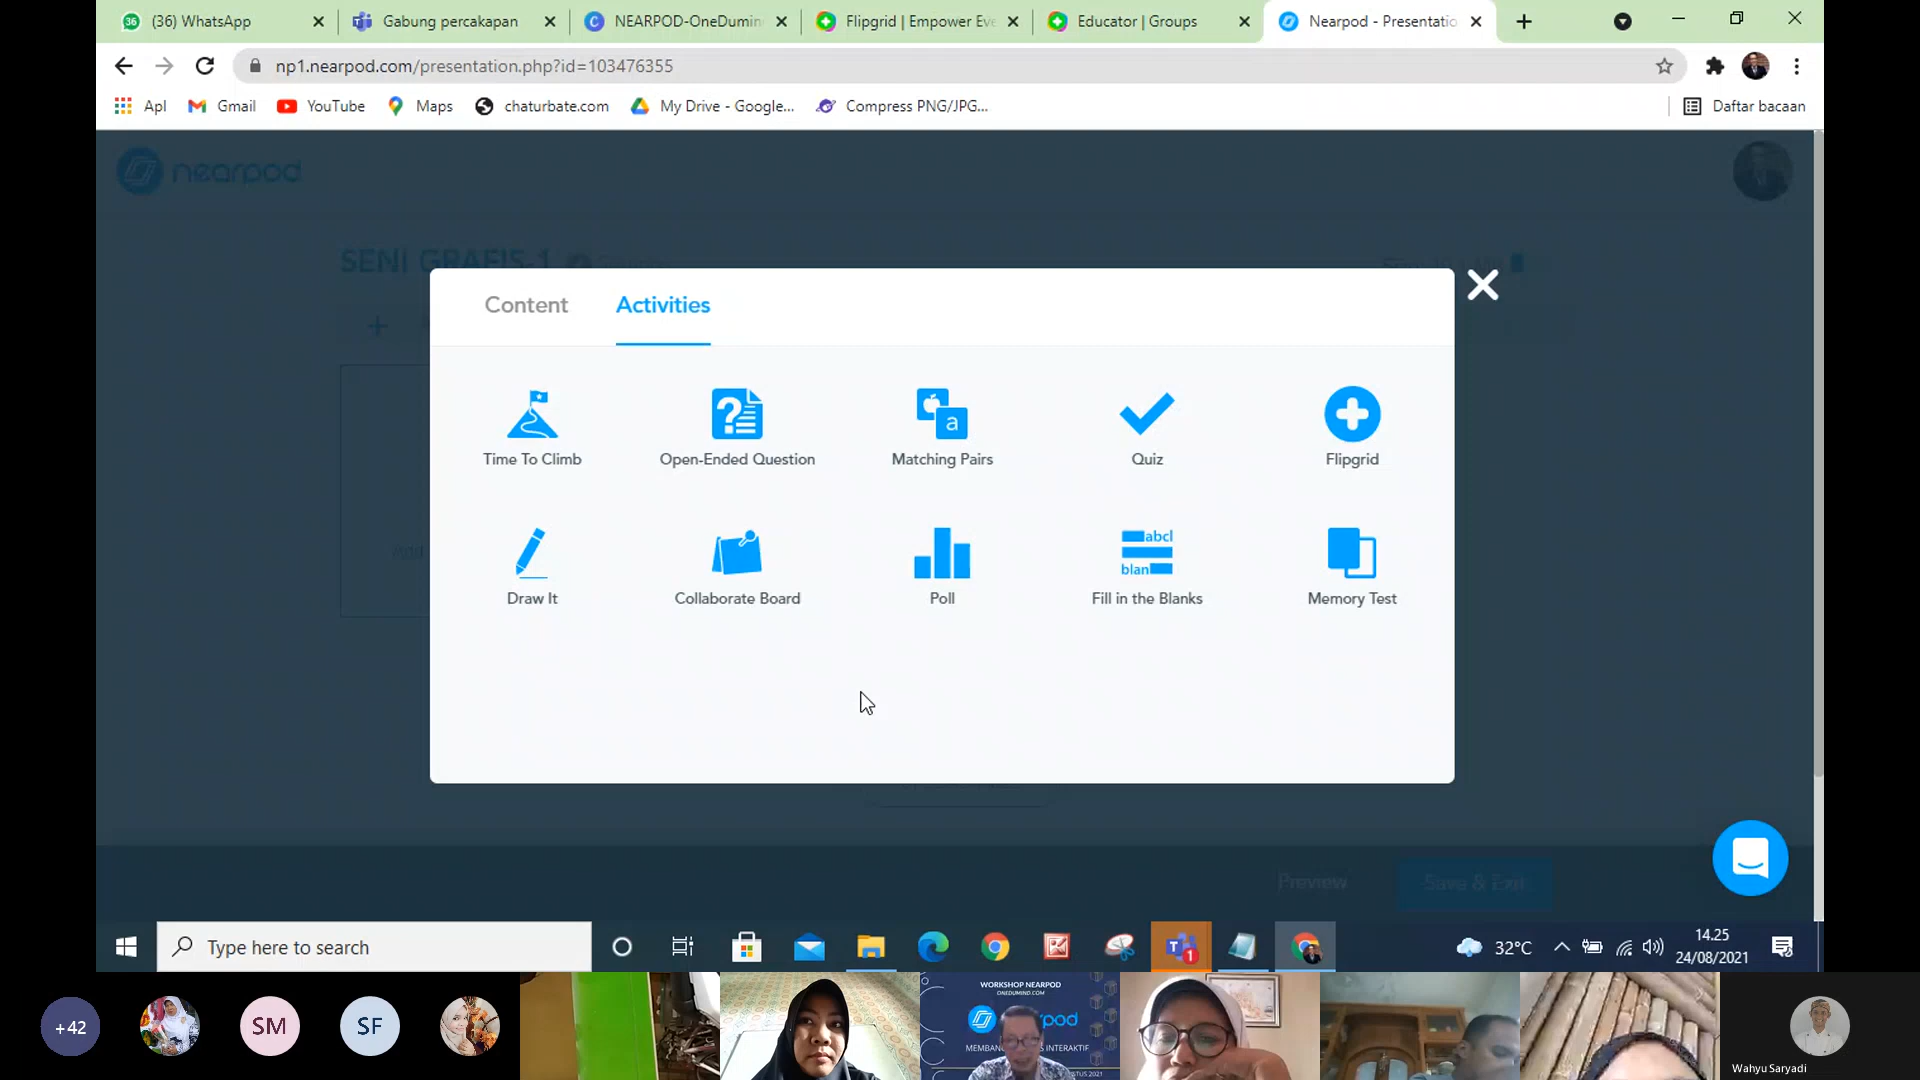 (36) WhatsApp
Gabung percakapan
NEARPOD-OneDumin
Flipgrid | Empower Eve
Educator | Groups
Nearpod - Presentatio
np1.nearpod.com/presentation.php?id=103476355
Apl
Gmail
YouTube
Maps
chaturbate.com
My Drive - Google...
Compress PNG/JPG...
Daftar bacaan
nearpod
SENI GRAFIS-1
Content
Activities
Time To Climb
Open-Ended Question
Matching Pairs
Quiz
Flipgrid
Draw It
Collaborate Board
Poll
Fill in the Blanks
Memory Test
Preview
Save & Exit
Type here to search
32°C
14.25
24/08/2021
+42
SM
SF
WORKSHOP NEARPOD
ONEDUMIND.COM
Wahyu Saryadi